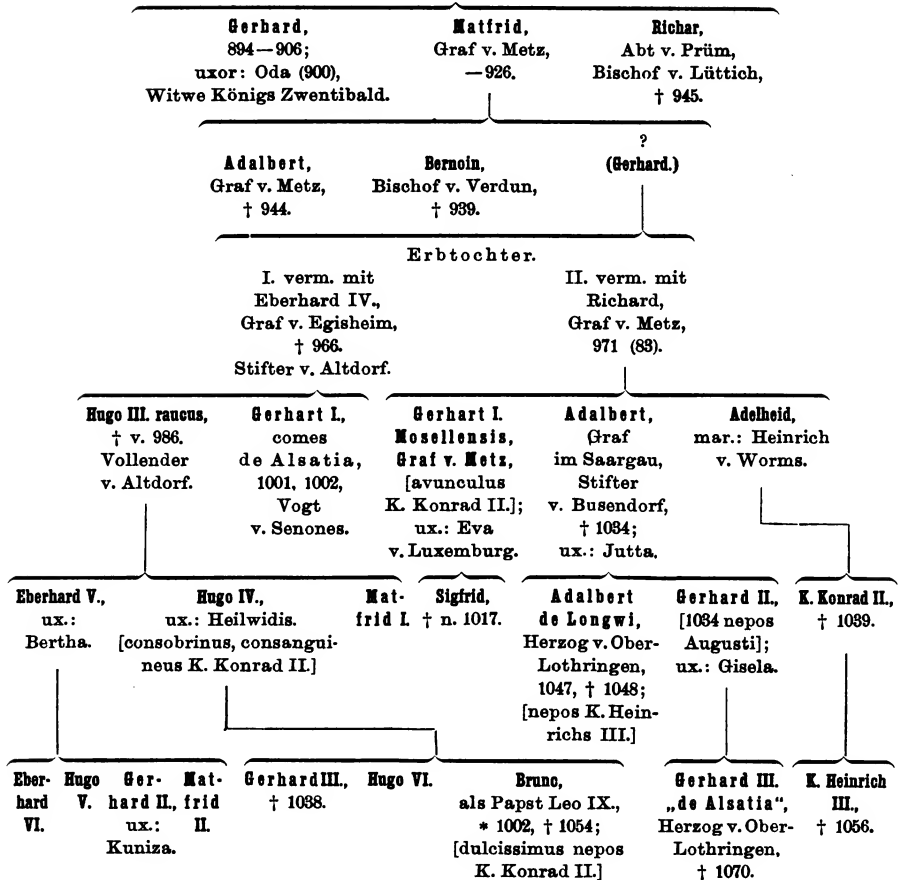 Gerhard,
894—906;
uxor: Oda (900),
Witwe Königs Zwentibald.
Matfrid,
Graf v. Metz,
—926.
Richar,
Abt v. Prüm,
Bischof v. Lüttich,
† 945.
Adalbert,
Graf v. Metz,
† 944.
Bernoin,
Bischof v. Verdun,
† 939.
?
(Gerhard.)
Erbtochter.
I. verm. mit
Eberhard IV.,
Graf v. Egisheim,
† 966.
Stifter v. Altdorf.
II. verm. mit
Richard,
Graf v. Metz,
971 (83).
Hugo III. raucus,
† v. 986.
Vollender
v. Altdorf.
Gerhart I.,
comes
de Alsatia,
1001, 1002,
Vogt
v. Senones.
Gerhart I.
Mosellensis,
Graf v. Metz,
[avunculus
K. Konrad II.];
ux.: Eva
v. Luxemburg.
Adalbert,
Graf
im Saargau,
Stifter
v. Busendorf,
† 1034;
ux.: Jutta.
Adelheid,
mar.: Heinrich
v. Worms.
Eberhard V.,
ux.:
Bertha.
Hugo IV.,
ux.: Heilwidis.
[consobrinus, consangui-
neus K. Konrad II.]
Mat-
frid I.
Sigfrid,
† n. 1017.
Adalbert
de Longwi,
Herzog v. Ober-
Lothringen,
1047, † 1048;
[nepos K. Hein-
richs III.]
Gerhard II.,
[1034 nepos
Augusti];
ux.: Gisela.
K. Konrad II.,
† 1039.
Eber-
hard
VI.
Hugo
V.
Ger-
hard II.,
ux.:
Kuniza.
Mat-
frid
II.
Gerhard III.,
† 1038.
Hugo VI.
Bruno,
als Papst Leo IX.,
* 1002, † 1054;
[dulcissimus nepos
K. Konrad II.]
Gerhard III.
„de Alsatia“,
Herzog v. Ober-
Lothringen,
† 1070.
K. Heinrich
III.,
† 1056.